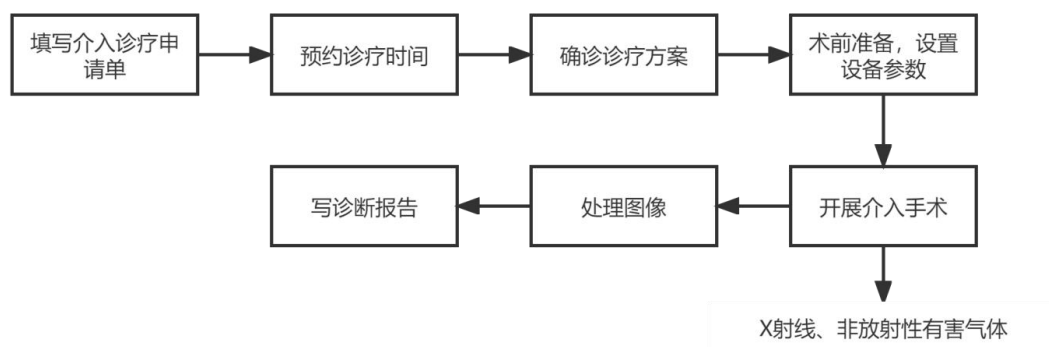 填写介入诊疗申
请单
预约诊疗时间
确诊诊疗方案
术前准备，设置
设备参数
写诊断报告
处理图像
开展介入手术
X射线、非放射性有害气体